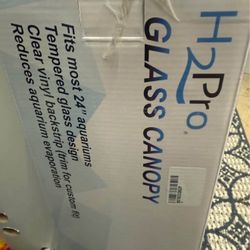 H2Pro®
GLASS CANOPY
Fits most 24" aquariums
Tempered glass design
Clear vinyl backstrip (trim for custom fit)
Reduces aquarium evaporation